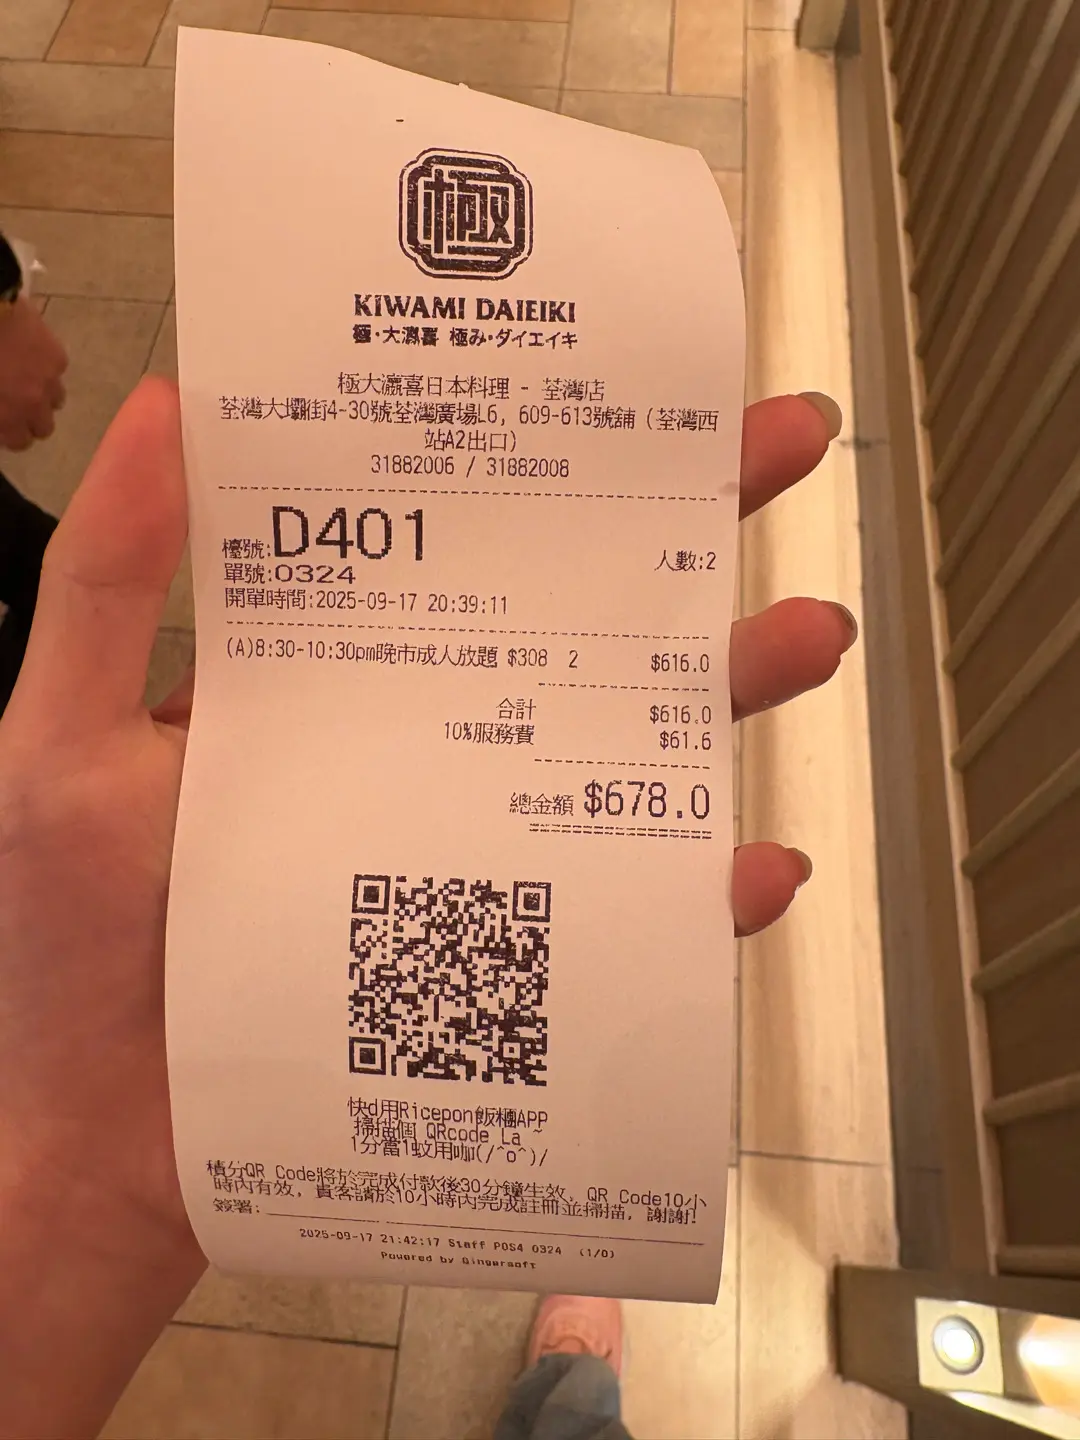 極
KIWAMI DAIEIKI
極・大瀛喜 極み・ダイエイキ
極大瀛喜日本料理 - 荃灣店
荃灣大壩街4-30號荃灣廣場L6, 609-613號舖 (荃灣西
站A2出口)
31882006 / 31882008
檯號:D401 人數:2
單號:0324
開單時間:2025-09-17 20:39:11
(A)8:30-10:30pm晚市成人放題 $308 2 $616.0
合計 $616.0
10%服務費 $61.6
總金額 $678.0
快d用Ricepon飯糰APP
掃描個 QRcode La ~
1分當1蚊用咖(/^o^)/
積分QR Code將於完成付款後30分鐘生效, QR Code10小
時內有效, 貴客請於10小時內完成註冊並掃描, 謝謝!
簽署:
2025-09-17 21:42:17 Staff POS4 0324 (1/0)
Powered by Gingersoft